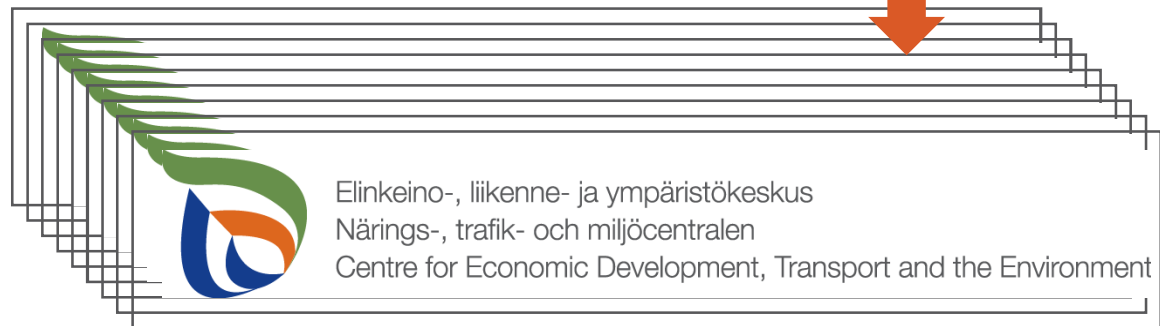 Elinkeino-, liikenne- ja ympäristökeskus
Närings-, trafik- och miljöcentralen
Centre for Economic Development, Transport and the Environment